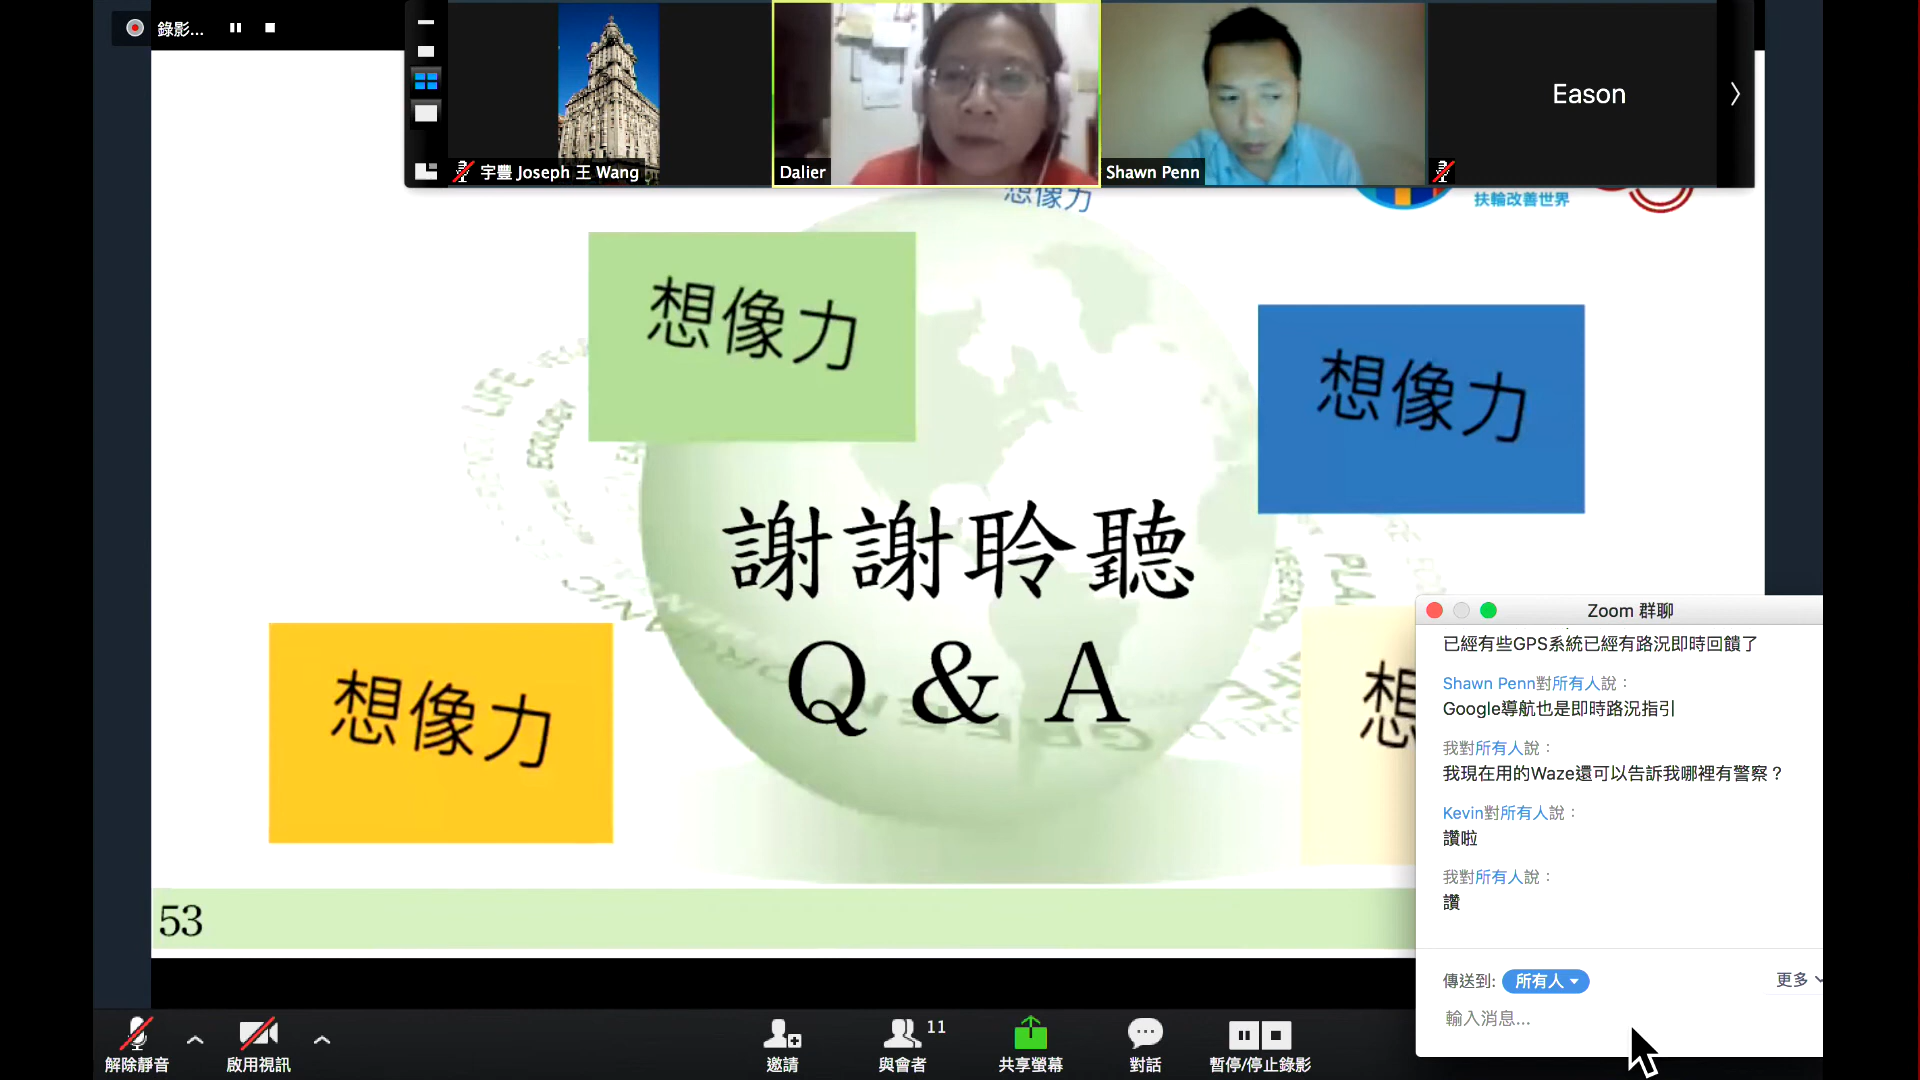 錄影...
宇豐 Joseph 王 Wang
Dalier
Shawn Penn
Eason
想像力
扶輪改善世界
想像力
想像力
ECOLOGY
謝謝聆聽
Q & A
想像力
想
53
Zoom 群聊
已經有些GPS系統已經有路況即時回饋了
Shawn Penn對所有人說：
Google導航也是即時路況指引
我對所有人說：
我現在用的Waze還可以告訴我哪裡有警察？
Kevin對所有人說：
讚啦
我對所有人說：
讚
傳送到: 所有人
更多
輸入消息...
解除靜音
啟用視訊
邀請
與會者
11
共享螢幕
對話
暫停/停止錄影